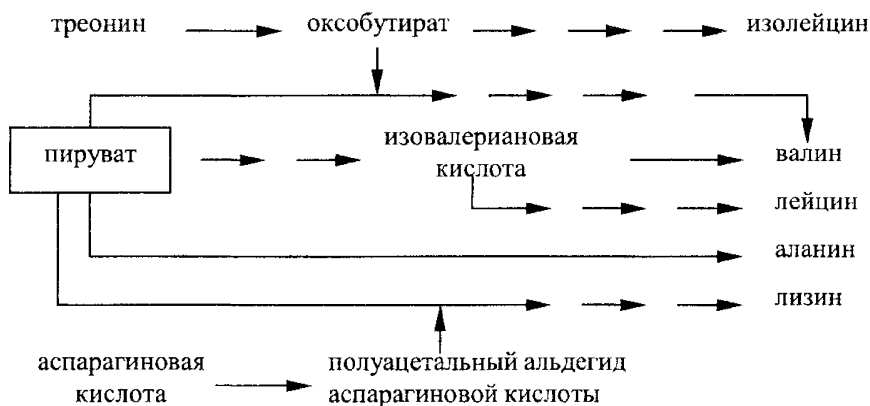 треонин оксобутират изолейцин
пируват
изовалериановая
кислота
валин
лейцин
аланин
лизин
аспарагиновая
кислота
полуацетальный альдегид
аспарагиновой кислоты